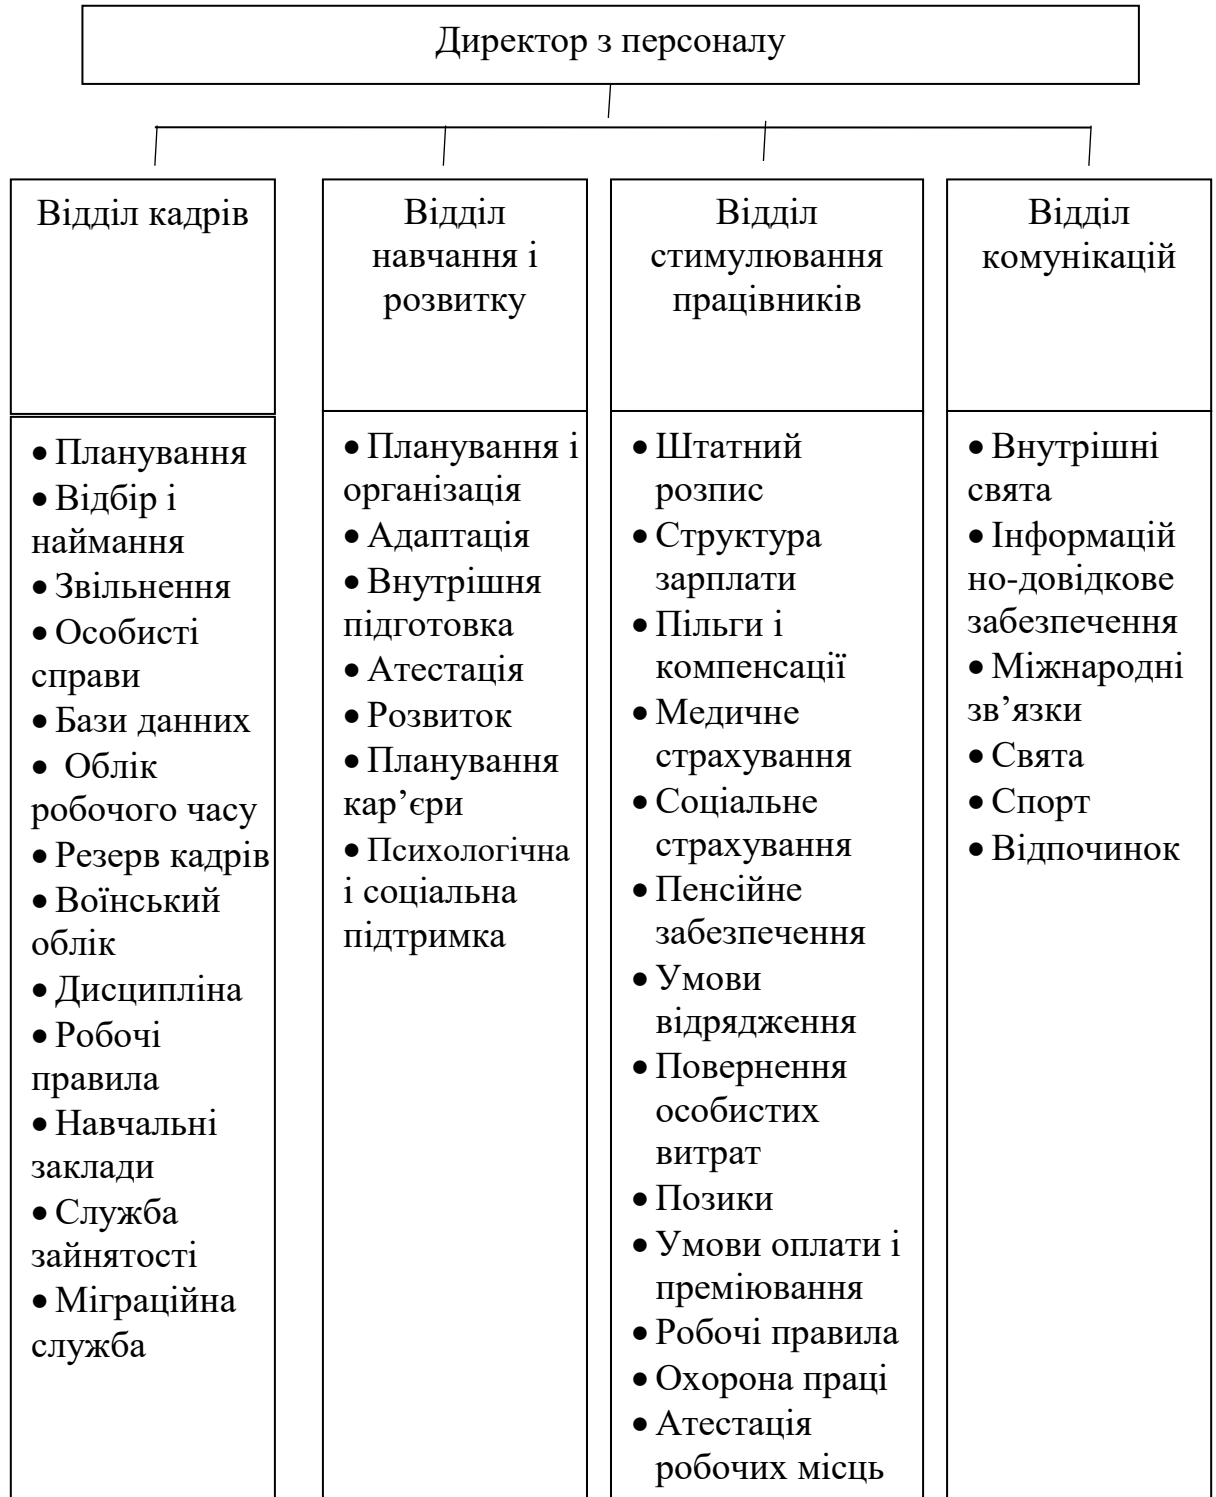 Директор з персоналу
Відділ кадрів
• Планування
• Відбір і
наймання
• Звільнення
• Особисті
справи
• Бази данних
• Облік
робочого часу
• Резерв кадрів
• Воїнський
облік
• Дисципліна
• Робочі
правила
• Навчальні
заклади
• Служба
зайнятості
• Міграційна
служба
Відділ
навчання і
розвитку
• Планування і
організація
• Адаптація
• Внутрішня
підготовка
• Атестація
• Розвиток
• Планування
кар’єри
• Психологічна
і соціальна
підтримка
Відділ
стимулювання
працівників
• Штатний
розпис
• Структура
зарплати
• Пільги і
компенсації
• Медичне
страхування
• Соціальне
страхування
• Пенсійне
забезпечення
• Умови
відрядження
• Повернення
особистих
витрат
• Позики
• Умови оплати і
преміювання
• Робочі правила
• Охорона праці
• Атестація
робочих місць
Відділ
комунікацій
• Внутрішні
свята
• Інформацій
но-довідкове
забезпечення
• Міжнародні
зв’язки
• Свята
• Спорт
• Відпочинок